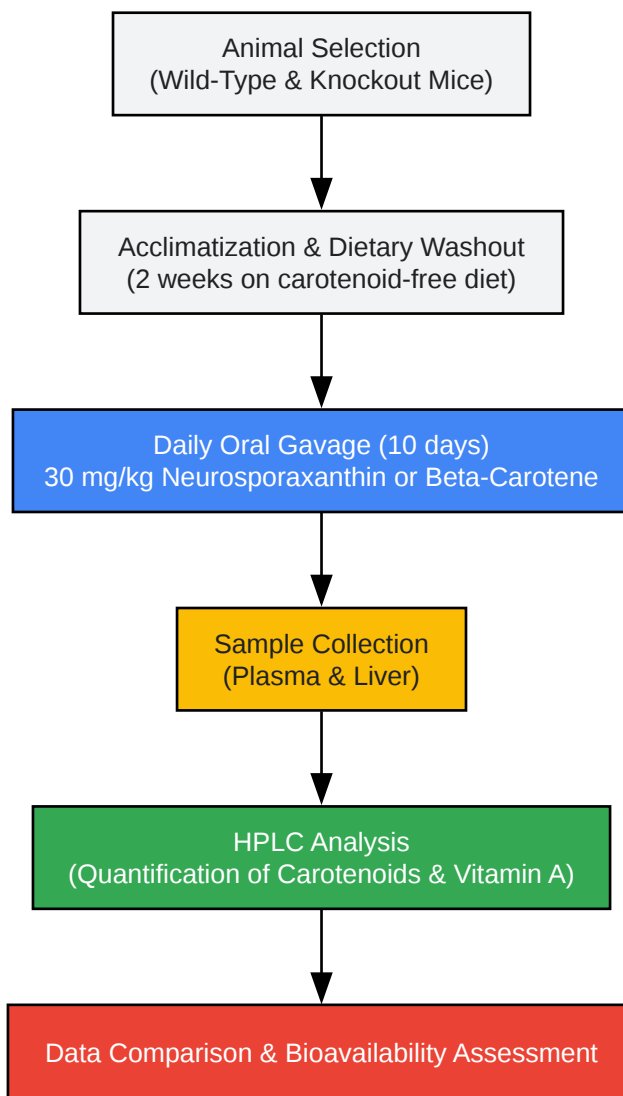 Animal Selection
(Wild-Type & Knockout Mice)
Acclimatization & Dietary Washout
(2 weeks on carotenoid-free diet)
Daily Oral Gavage (10 days)
30 mg/kg Neurosporaxanthin or Beta-Carotene
Sample Collection
(Plasma & Liver)
HPLC Analysis
(Quantification of Carotenoids & Vitamin A)
Data Comparison & Bioavailability Assessment